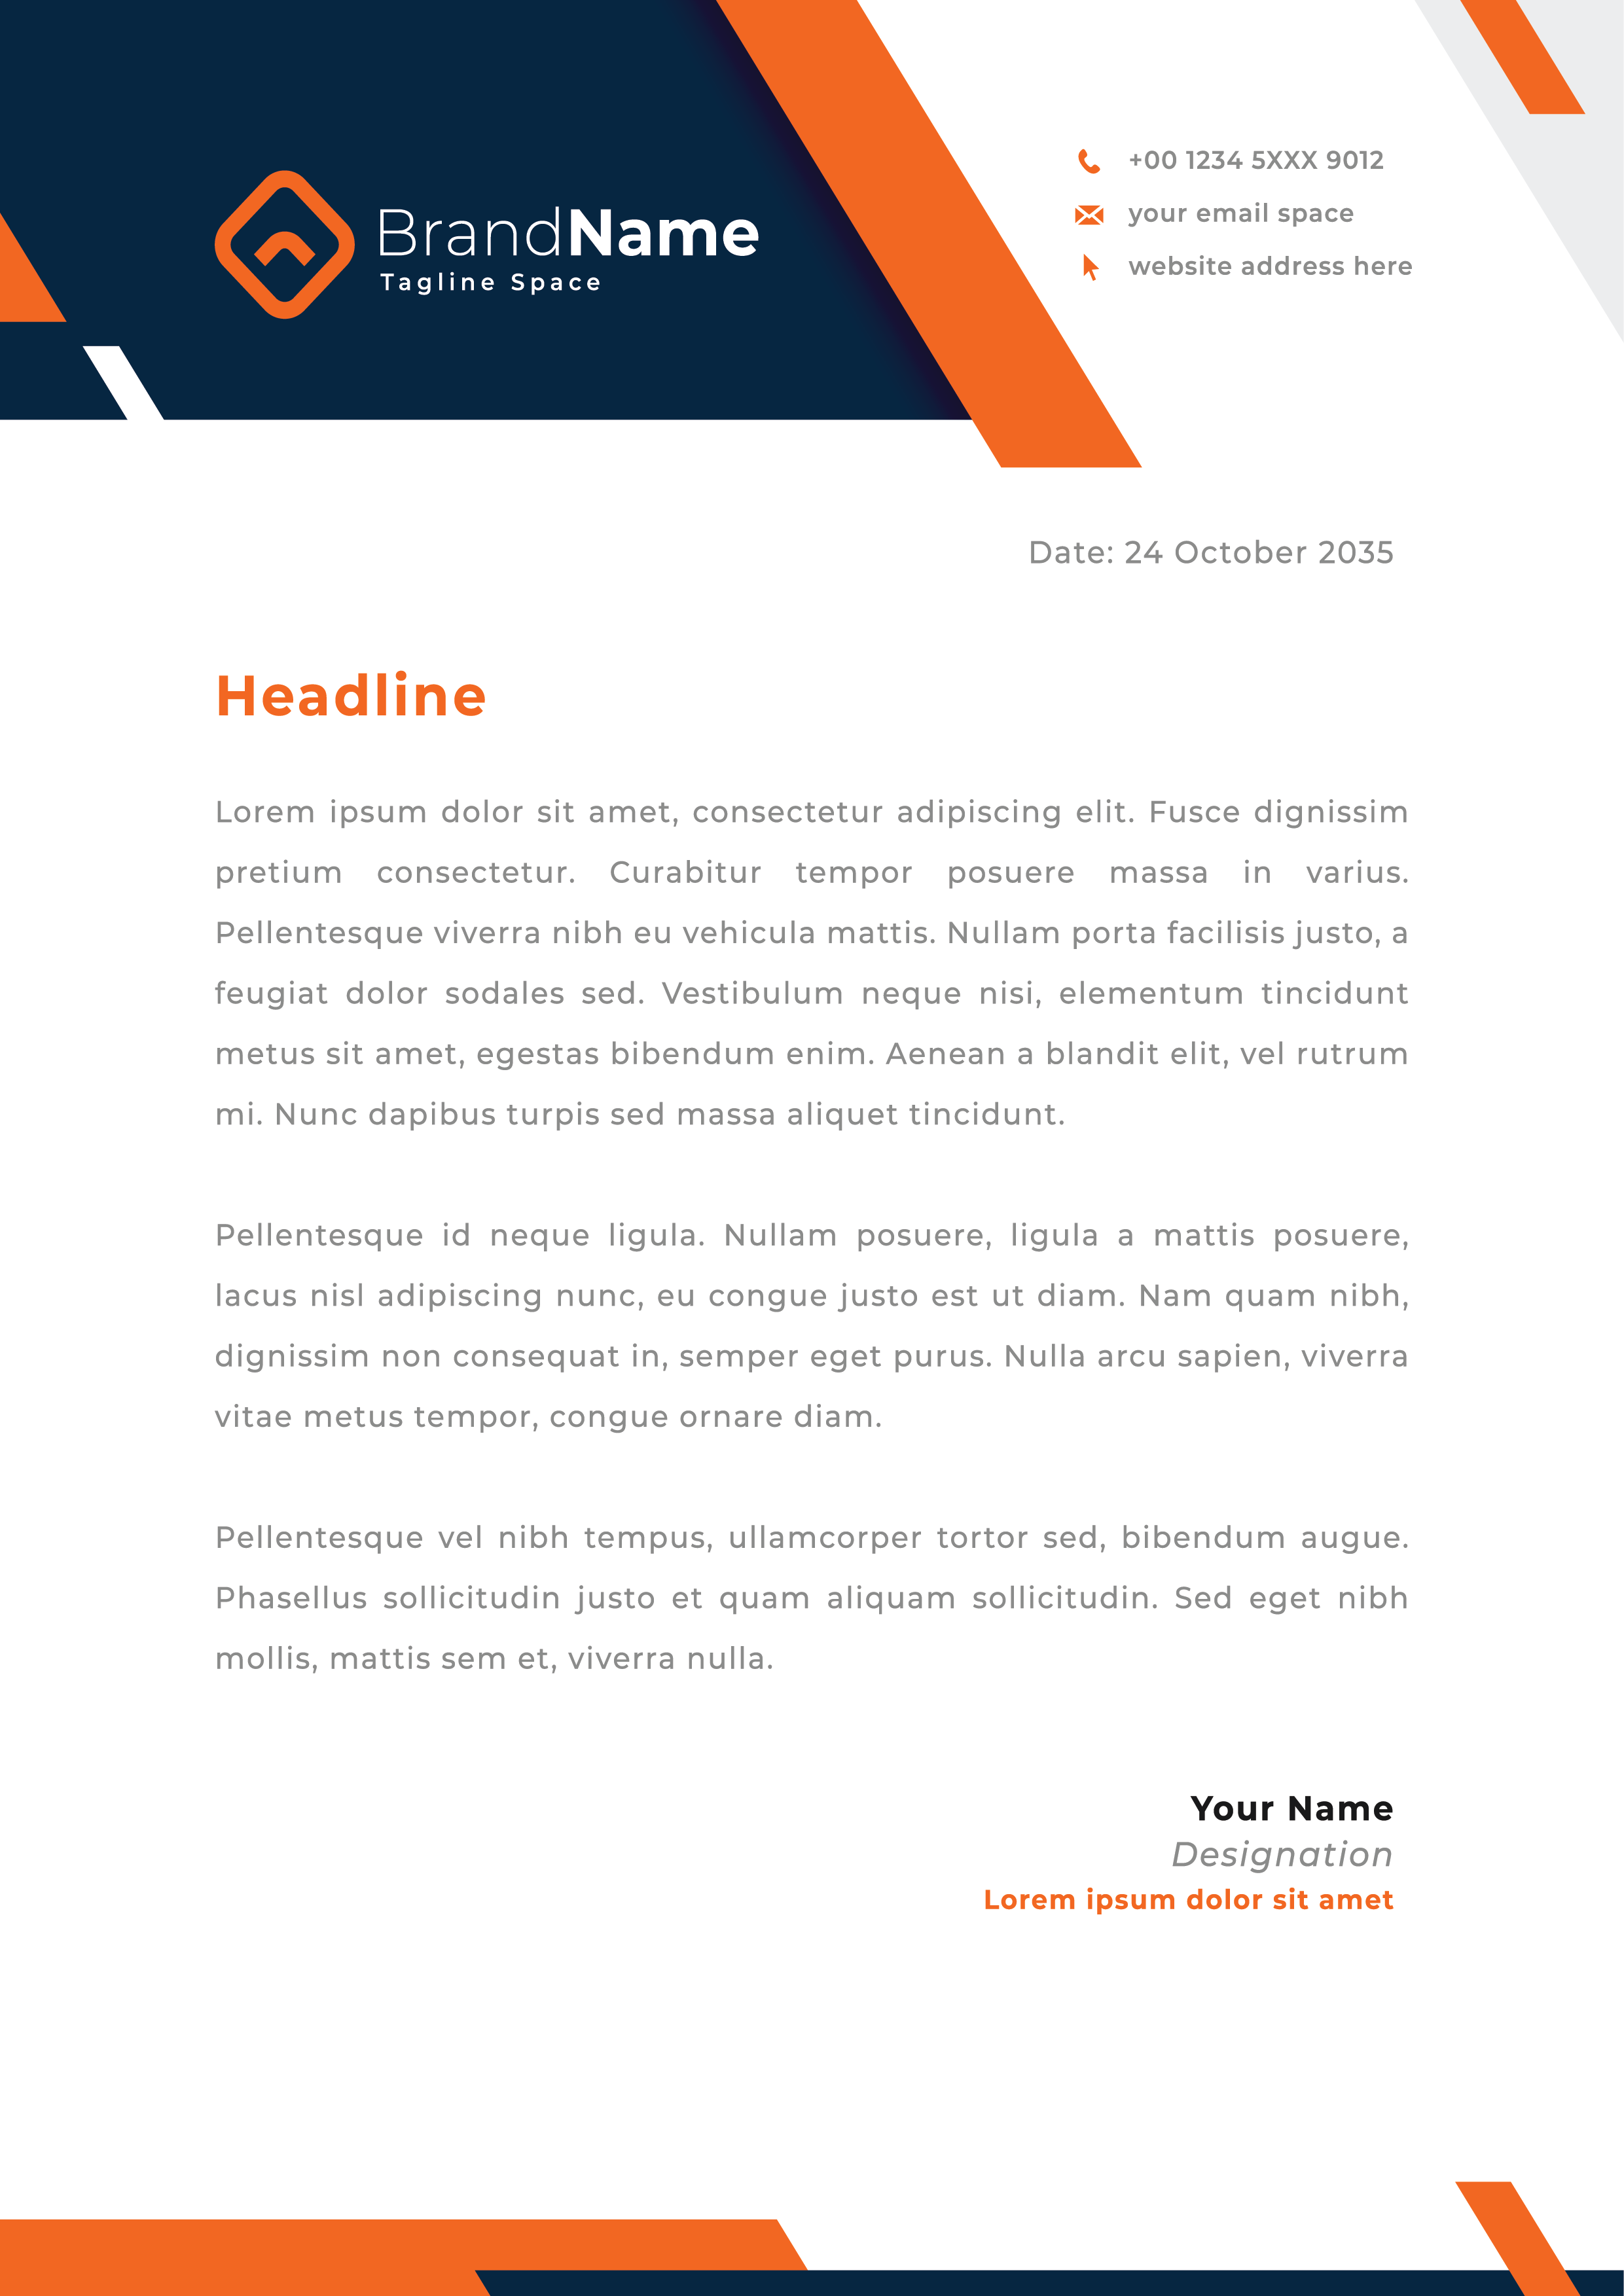 BrandName
Tagline Space
+00 1234 5XXX 9012
your email space
website address here
Date: 24 October 2035
Headline
Lorem ipsum dolor sit amet, consectetur adipiscing elit. Fusce dignissim
pretium consectetur. Curabitur tempor posuere massa in varius.
Pellentesque viverra nibh eu vehicula mattis. Nullam porta facilisis justo, a
feugiat dolor sodales sed. Vestibulum neque nisi, elementum tincidunt
metus sit amet, egestas bibendum enim. Aenean a blandit elit, vel rutrum
mi. Nunc dapibus turpis sed massa aliquet tincidunt.
Pellentesque id neque ligula. Nullam posuere, ligula a mattis posuere,
lacus nisl adipiscing nunc, eu congue justo est ut diam. Nam quam nibh,
dignissim non consequat in, semper eget purus. Nulla arcu sapien, viverra
vitae metus tempor, congue ornare diam.
Pellentesque vel nibh tempus, ullamcorper tortor sed, bibendum augue.
Phasellus sollicitudin justo et quam aliquam sollicitudin. Sed eget nibh
mollis, mattis sem et, viverra nulla.
Your Name
Designation
Lorem ipsum dolor sit amet